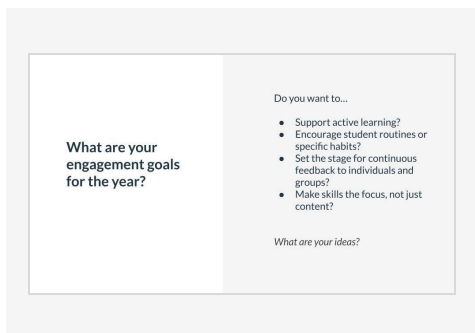 What are your
engagement goals
for the year?
Do you want to...
● Support active learning?
● Encourage student routines or
specific habits?
● Set the stage for continuous
feedback to individuals and
groups?
● Make skills the focus, not just
content?
What are your ideas?